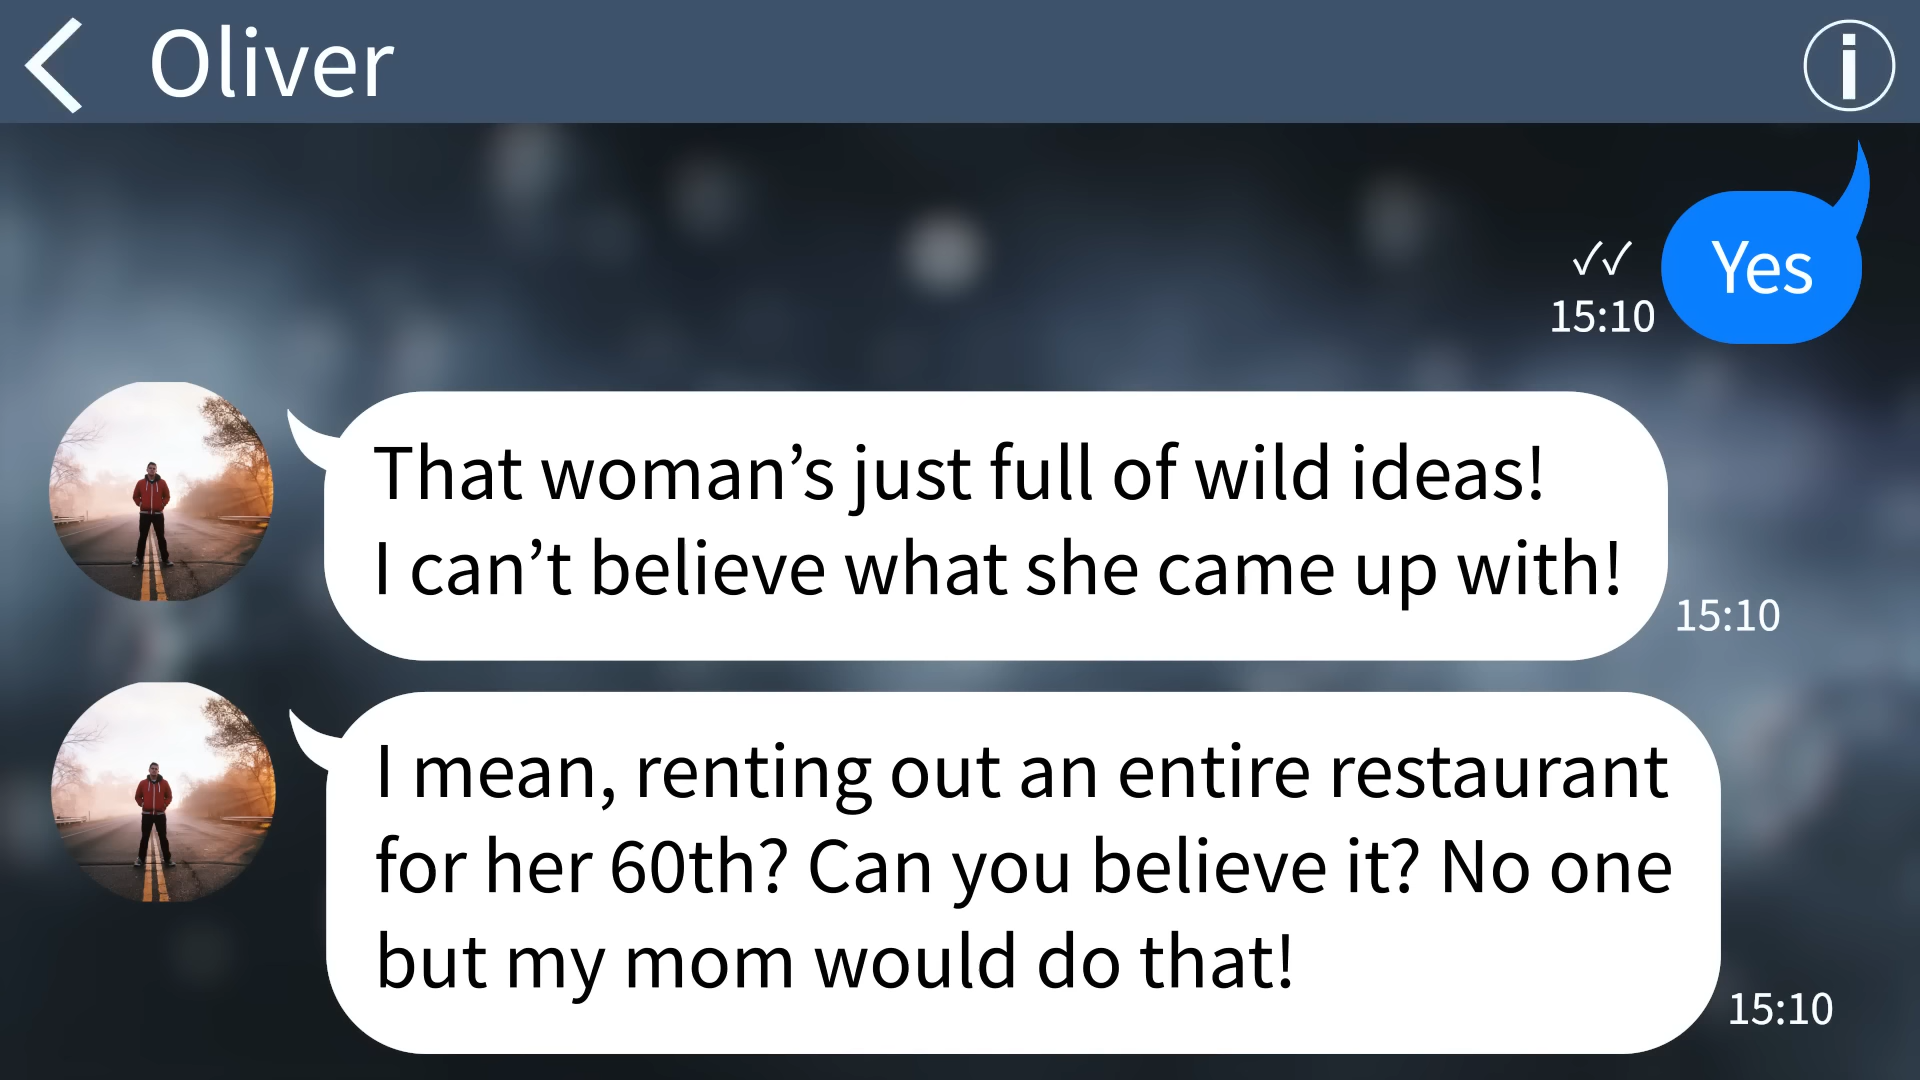 Oliver
Yes
✓✓
15:10
That woman’s just full of wild ideas!
I can’t believe what she came up with!
15:10
I mean, renting out an entire restaurant
for her 60th? Can you believe it? No one
but my mom would do that!
15:10